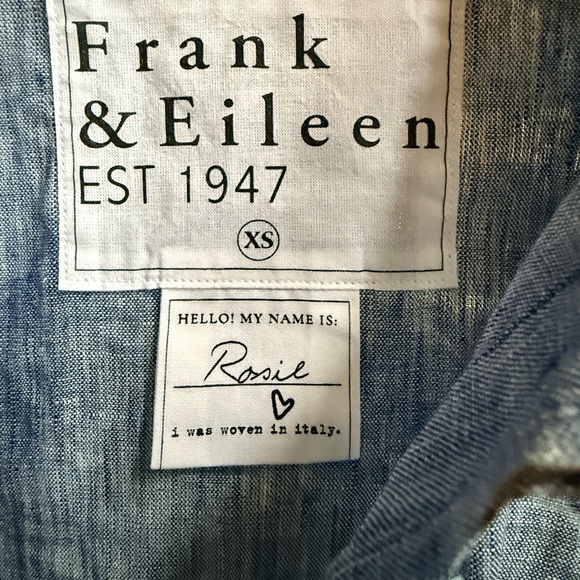 Frank
& Eileen
EST 1947
XS
HELLO! MY NAME IS:
Rosie
i was woven in italy.